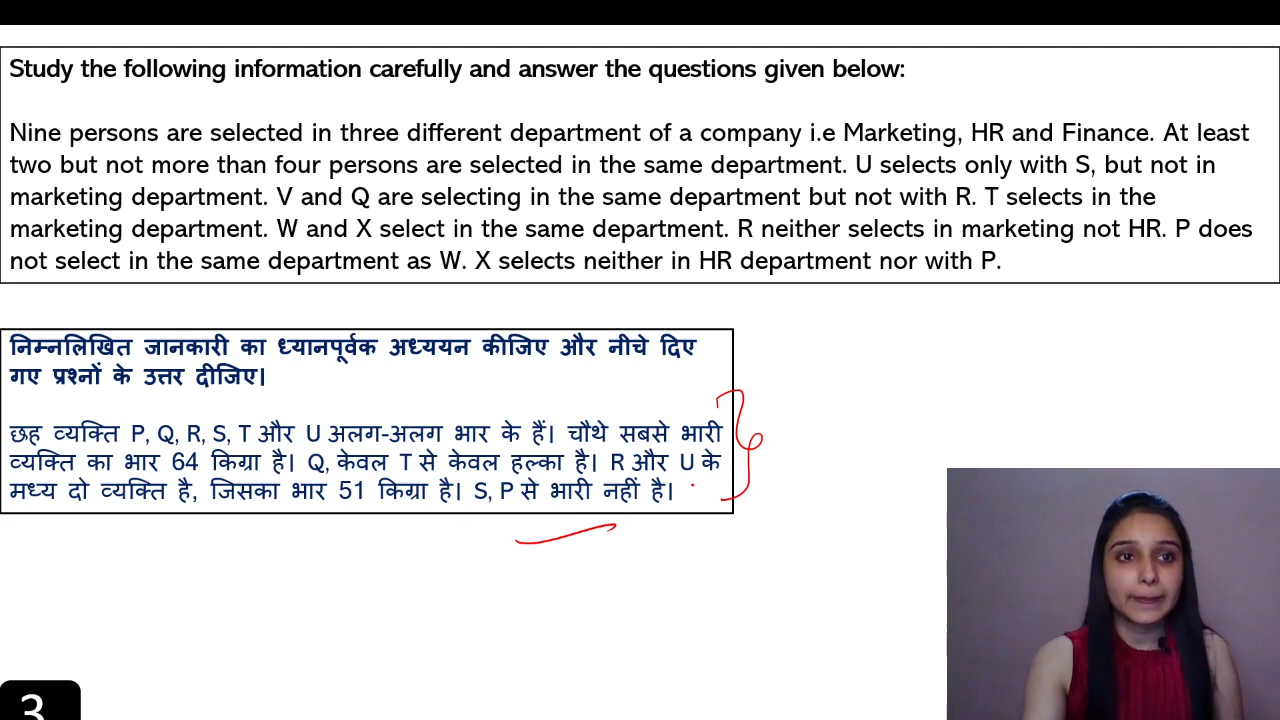 Study the following information carefully and answer the questions given below:
Nine persons are selected in three different department of a company i.e Marketing, HR and Finance. At least
two but not more than four persons are selected in the same department. U selects only with S, but not in
marketing department. V and Q are selecting in the same department but not with R. T selects in the
marketing department. W and X select in the same department. R neither selects in marketing not HR. P does
not select in the same department as W. X selects neither in HR department nor with P.
निम्नलिखित जानकारी का ध्यानपूर्वक अध्ययन कीजिए और नीचे दिए
गए प्रश्नों के उत्तर दीजिए।
छह व्यक्ति P, Q, R, S, T और U अलग-अलग भार के हैं। चौथे सबसे भारी
व्यक्ति का भार 64 किग्रा है। Q, केवल T से केवल हल्का है। R और U के
मध्य दो व्यक्ति है, जिसका भार 51 किग्रा है। S, P से भारी नहीं है।
3